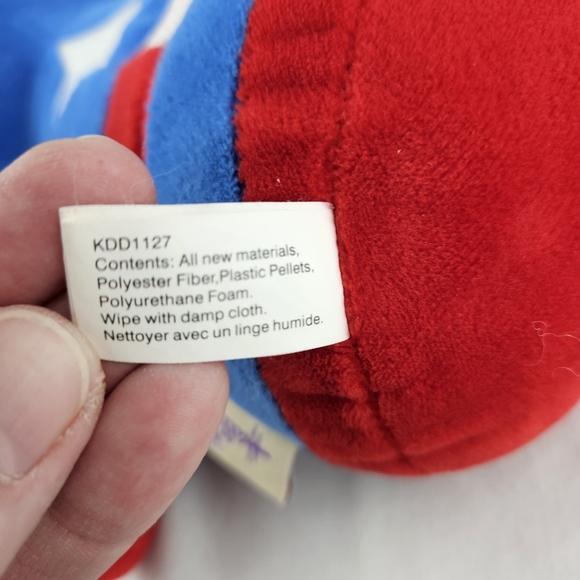 KDD1127
Contents: All new materials,
Polyester Fiber,Plastic Pellets,
Polyurethane Foam.
Wipe with damp cloth.
Nettoyer avec un linge humide.